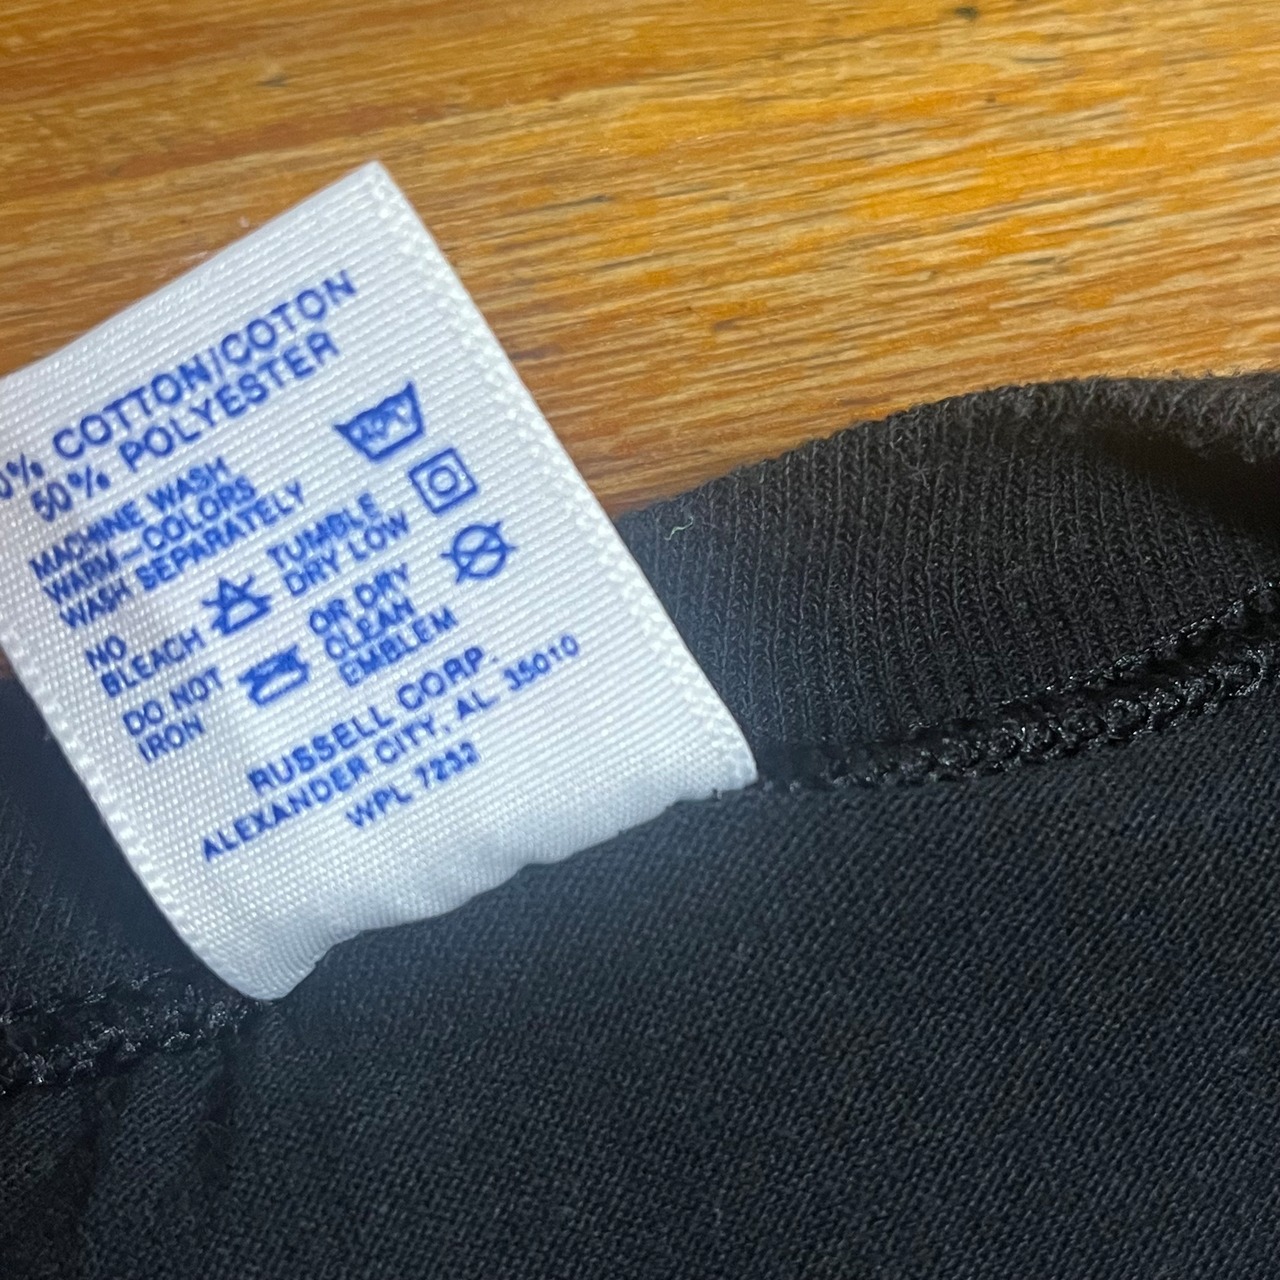 0% COTTON/COTON
50% POLYESTER
MACHINE WASH
WARM-COLORS
WASH SEPARATELY
TUMBLE
DRY LOW
NO
BLEACH
OR DRY
CLEAN
EMBLEM
DO NOT
IRON
RUSSELL CORP.
ALEXANDER CITY, AL 35010
WPL 7232